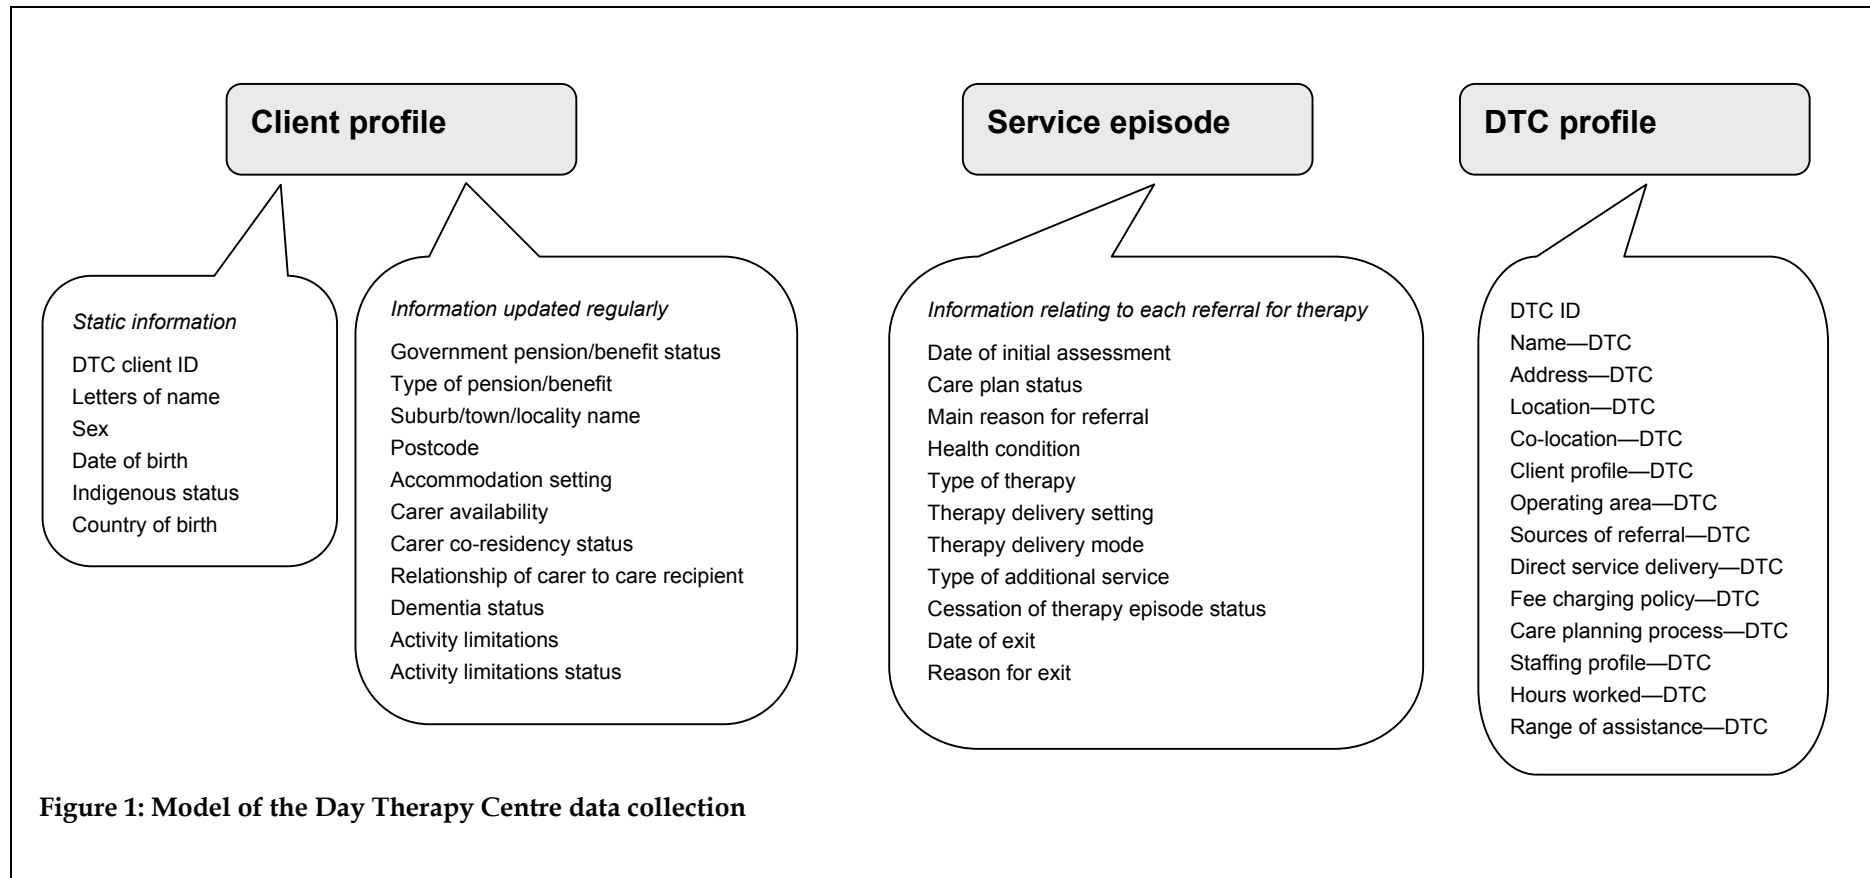 Client profile
Service episode
DTC profile
Static information
DTC client ID
Letters of name
Sex
Date of birth
Indigenous status
Country of birth
Information updated regularly
Government pension/benefit status
Type of pension/benefit
Suburb/town/locality name
Postcode
Accommodation setting
Carer availability
Carer co-residency status
Relationship of carer to care recipient
Dementia status
Activity limitations
Activity limitations status
Information relating to each referral for therapy
Date of initial assessment
Care plan status
Main reason for referral
Health condition
Type of therapy
Therapy delivery setting
Therapy delivery mode
Type of additional service
Cessation of therapy episode status
Date of exit
Reason for exit
DTC ID
Name—DTC
Address—DTC
Location—DTC
Co-location—DTC
Client profile—DTC
Operating area—DTC
Sources of referral—DTC
Direct service delivery—DTC
Fee charging policy—DTC
Care planning process—DTC
Staffing profile—DTC
Hours worked—DTC
Range of assistance—DTC
Figure 1: Model of the Day Therapy Centre data collection